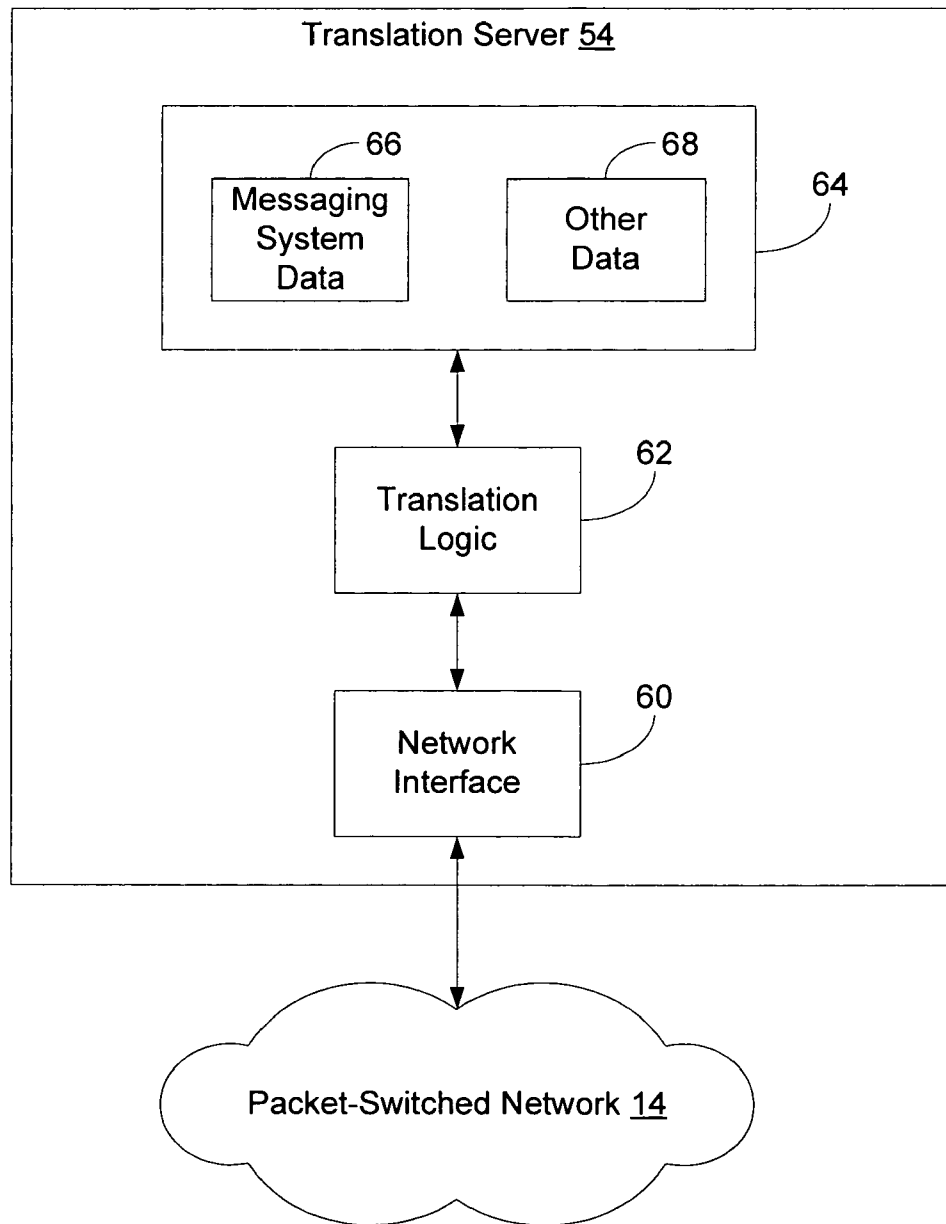 Translation Server 54
66
68
64
Messaging
System
Data
Other
Data
62
Translation
Logic
60
Network
Interface
Packet-Switched Network 14